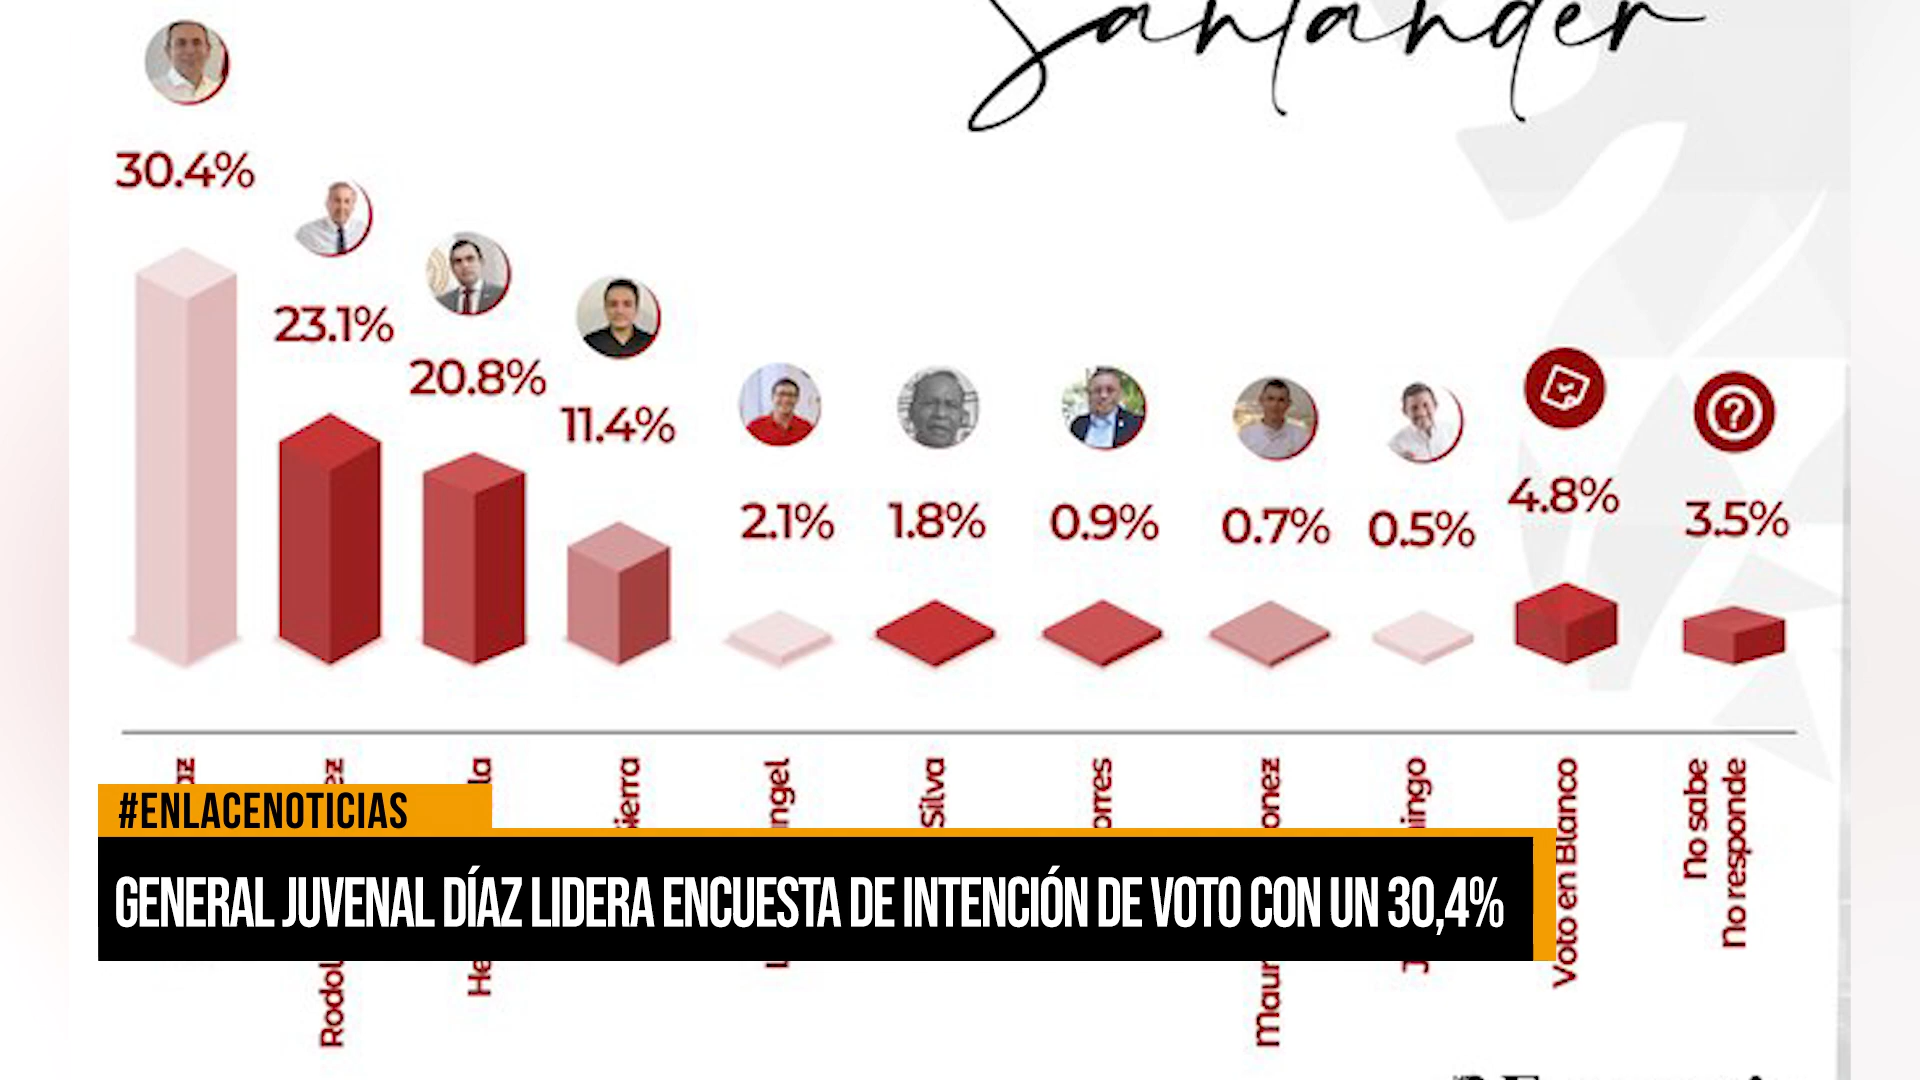 Santander
30.4%
23.1%
20.8%
11.4%
2.1%
1.8%
0.9%
0.7%
0.5%
4.8%
3.5%
Silva
Voto en Blanco
No sabe
No responde
#ENLACENOTICIAS
GENERAL JUVENAL DÍAZ LIDERA ENCUESTA DE INTENCIÓN DE VOTO CON UN 30,4%